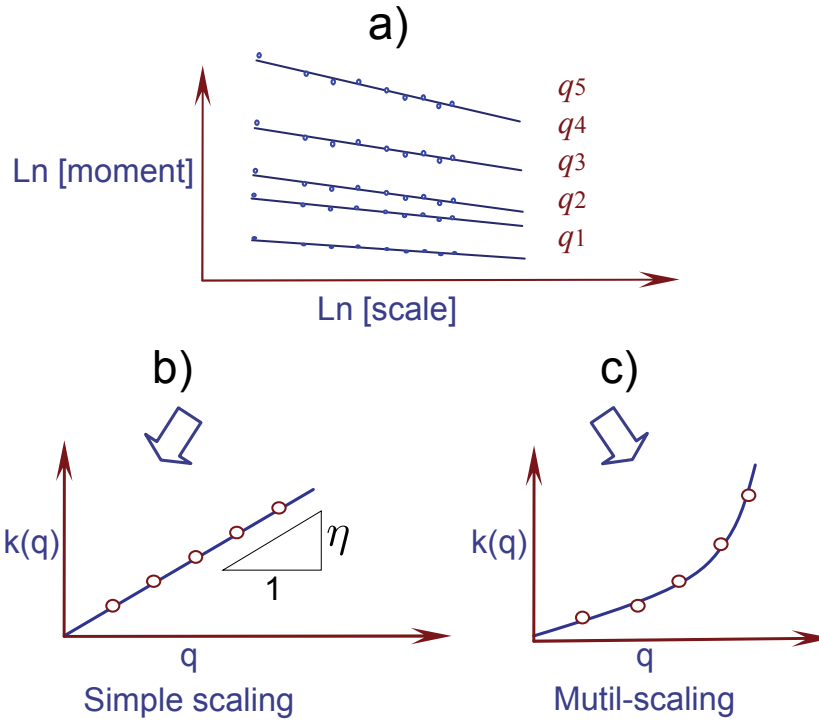 a)
Ln [moment]
q5
q4
q3
q2
q1
Ln [scale]
b)
c)
k(q)
η
1
q
Simple scaling
k(q)
q
Mutil-scaling